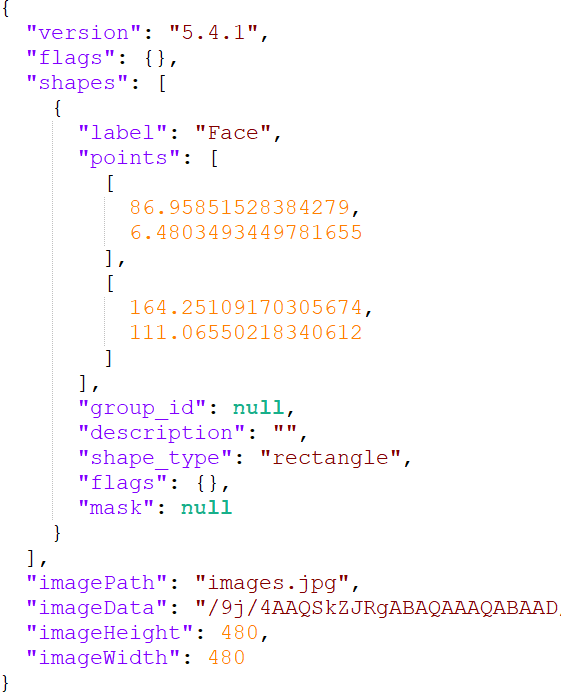 {
  "version": "5.4.1",
  "flags": {},
  "shapes": [
    {
      "label": "Face",
      "points": [
        [
          86.95851528384279,
          6.4803493449781655
        ],
        [
          164.25109170305674,
          111.06550218340612
        ]
      ],
      "group_id": null,
      "description": "",
      "shape_type": "rectangle",
      "flags": {},
      "mask": null
    }
  ],
  "imagePath": "images.jpg",
  "imageData": "/9j/4AAQSkZJRgABAQAAAQABAAD
  "imageHeight": 480,
  "imageWidth": 480
}